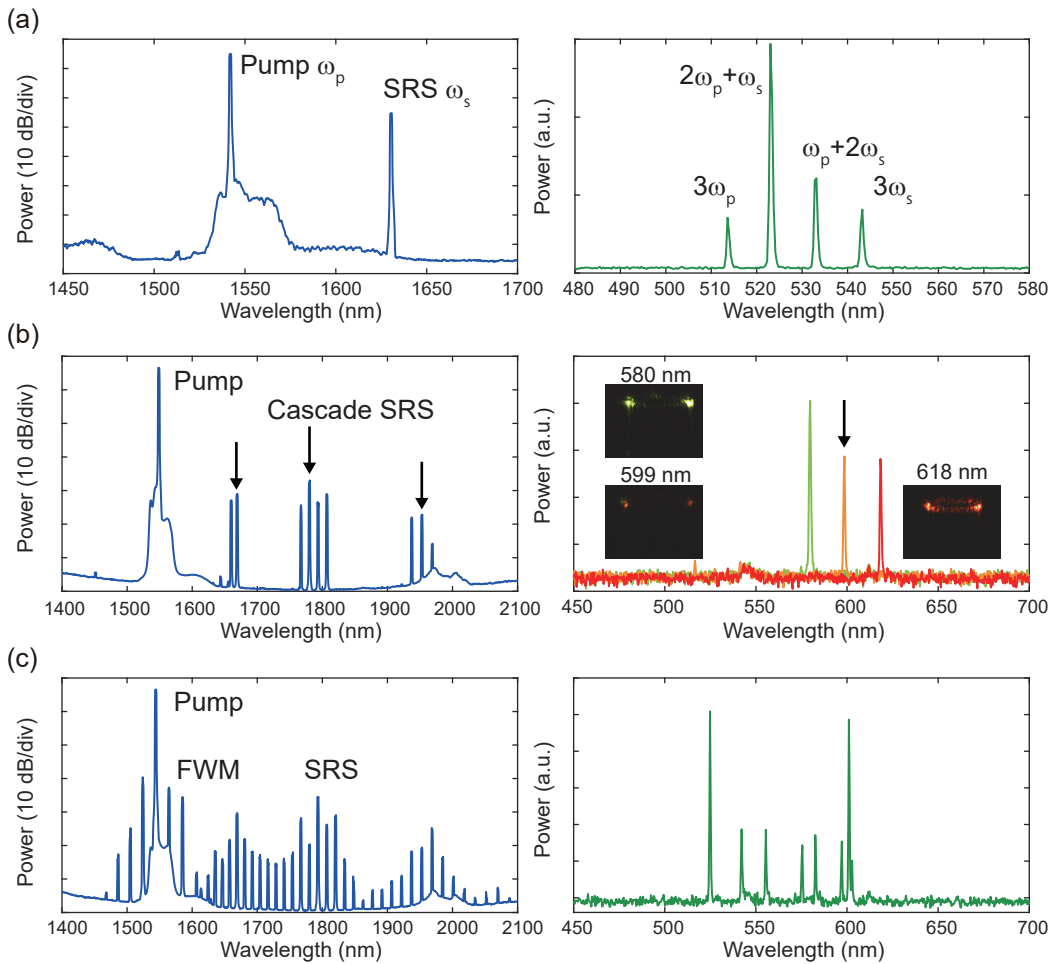 (a)
Power (10 dB/div)
Pump ωp
SRS ωs
1450 1500 1550 1600 1650 1700
Wavelength (nm)
Power (a.u.)
2ωp+ωs
ωp+2ωs
3ωp
3ωs
480 490 500 510 520 530 540 550 560 570 580
Wavelength (nm)
(b)
Power (10 dB/div)
Pump
Cascade SRS
1400 1500 1600 1700 1800 1900 2000 2100
Wavelength (nm)
Power (a.u.)
580 nm
599 nm
618 nm
450 500 550 600 650 700
Wavelength (nm)
(c)
Power (10 dB/div)
Pump
FWM
SRS
1400 1500 1600 1700 1800 1900 2000 2100
Wavelength (nm)
Power (a.u.)
450 500 550 600 650 700
Wavelength (nm)